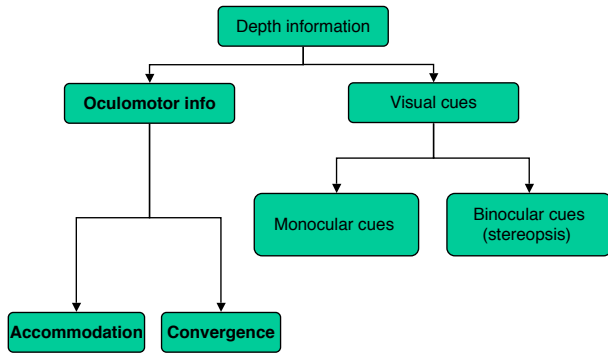 Depth information
Oculomotor info
Visual cues
Monocular cues
Binocular cues
(stereopsis)
Accommodation
Convergence